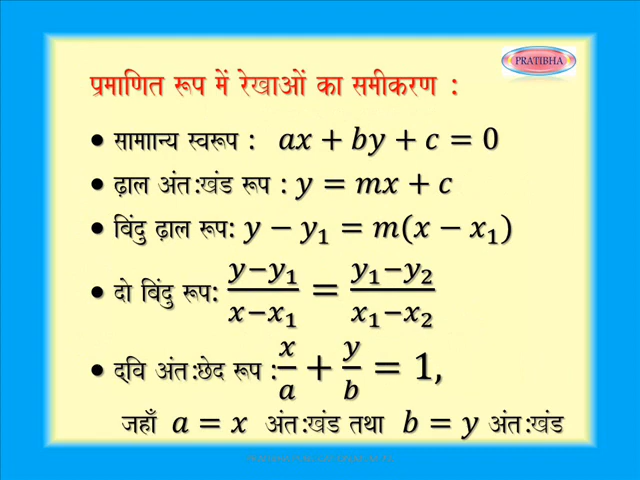 PRATIBHA
प्रमाणित रूप में रेखाओं का समीकरण :
• सामाान्य स्वरूप : ax + by + c = 0
• ढ़ाल अंत:खंड रूप : y = mx + c
• बिंदु ढ़ाल रूप: y − y₁ = m(x − x₁)
• दो बिंदु रूप: (y−y₁)/(x−x₁) = (y₁−y₂)/(x₁−x₂)
• द्वि अंत:छेद रूप : x/a + y/b = 1,
जहाँ a = x अंत:खंड तथा b = y अंत:खंड